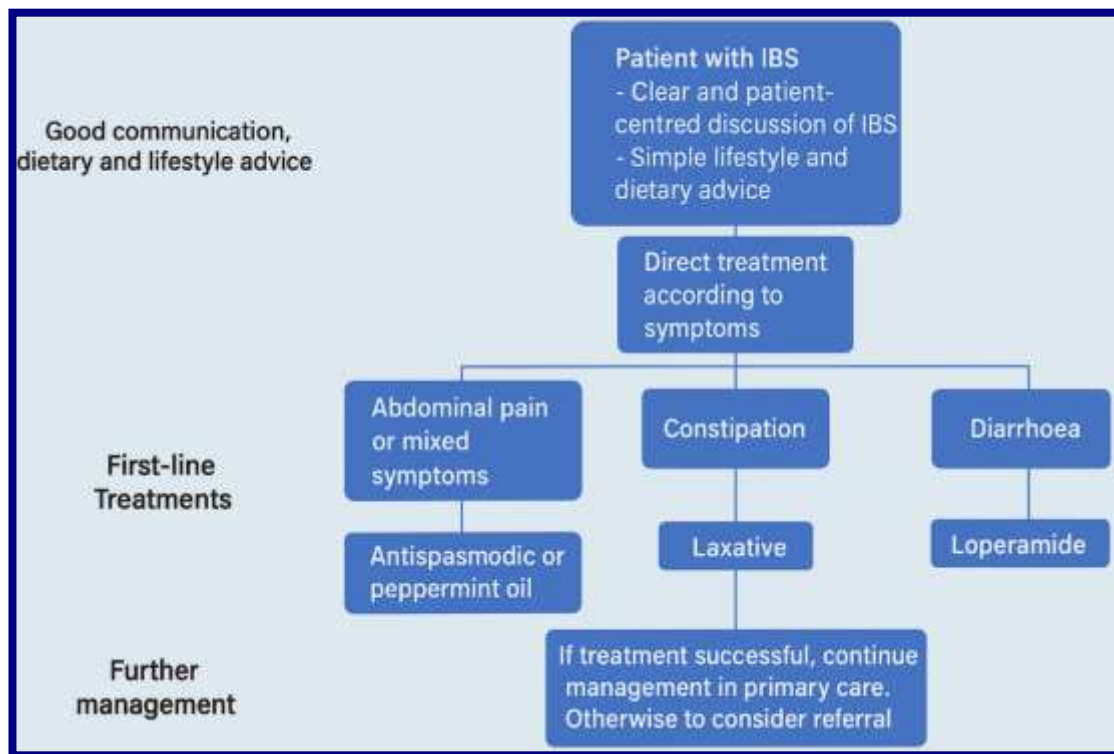 Good communication,
dietary and lifestyle advice
Patient with IBS
- Clear and patient-
centred discussion of IBS
- Simple lifestyle and
dietary advice
Direct treatment
according to
symptoms
First-line
Treatments
Abdominal pain
or mixed
symptoms
Constipation
Diarrhoea
Antispasmodic or
peppermint oil
Laxative
Loperamide
Further
management
If treatment successful, continue
management in primary care.
Otherwise to consider referral